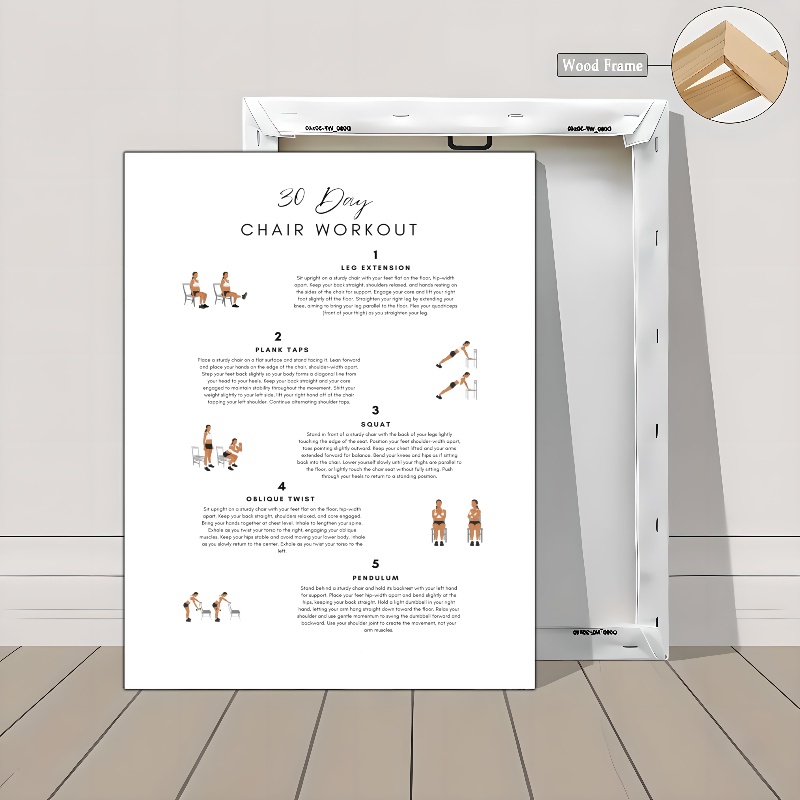 Wood Frame
30 Day
CHAIR WORKOUT
1
LEG EXTENSION
Sit upright on a sturdy chair with your feet flat on the floor, hip-width
apart. Keep your back straight, shoulders relaxed, and hands resting on
the sides of the chair for support. Engage your core and lift your right
foot slightly off the floor. Straighten your right leg by extending your
knee, aiming to bring your leg parallel to the floor. Flex your quadriceps
(front of your thigh) as you straighten your leg.
2
PLANK TAPS
Place a sturdy chair on a flat surface and stand facing it. Lean forward
and place your hands on the edge of the chair, shoulder-width apart.
Step your feet back slightly so your body forms a diagonal line from
your head to your heels. Keep your back straight and your core
engaged to maintain stability throughout the movement. Shift your
weight slightly to your left side, lift your right hand off of the chair
tapping your left shoulder. Continue alternating shoulder taps.
3
SQUAT
Stand in front of a sturdy chair with the back of your legs lightly
touching the edge of the seat. Position your feet shoulder-width apart,
toes pointing slightly outward. Keep your chest lifted and your arms
extended forward for balance. Bend your knees and hips as if sitting
back into the chair. Lower yourself slowly until your thighs are parallel to
the floor, or lightly touch the chair seat without fully sitting. Push
through your heels to return to a standing position.
4
OBLIQUE TWIST
Sit upright on a sturdy chair with your feet flat on the floor, hip-width
apart. Keep your back straight, shoulders relaxed, and core engaged.
Bring your hands together at chest level. Inhale to lengthen your spine.
Exhale as you twist your torso to the right, engaging your oblique
muscles. Keep your hips stable and avoid moving your lower body. Inhale
as you slowly return to the center. Exhale as you twist your torso to the
left.
5
PENDULUM
Stand behind a sturdy chair and hold its backrest with your left hand
for support. Place your feet hip-width apart and bend slightly at the
hips, keeping your back straight. Hold a light dumbbell in your right
hand, letting your arm hang straight down toward the floor. Relax your
shoulder and use gentle momentum to swing the dumbbell forward and
backward. Use your shoulder joint to create the movement, not your
arm muscles.